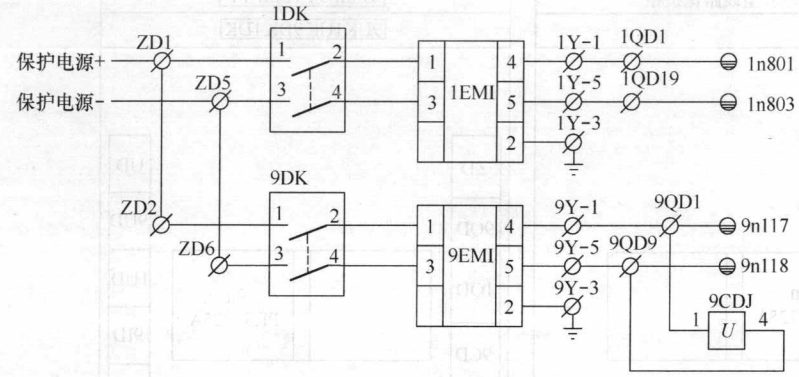 1DK
ZD1 1 2 1 4 1Y-1 1QD1
保护电源+ 1n801
ZD5 1EMI 1Y-5 1QD19
保护电源- 3 4 3 5 1n803
2 1Y-3
9DK
ZD2 1 2 1 4 9Y-1 9QD1 9n117
ZD6 3 4 3 9EMI 5 9Y-5 9QD9 9n118
2 9Y-3
9CDJ
1 U 4